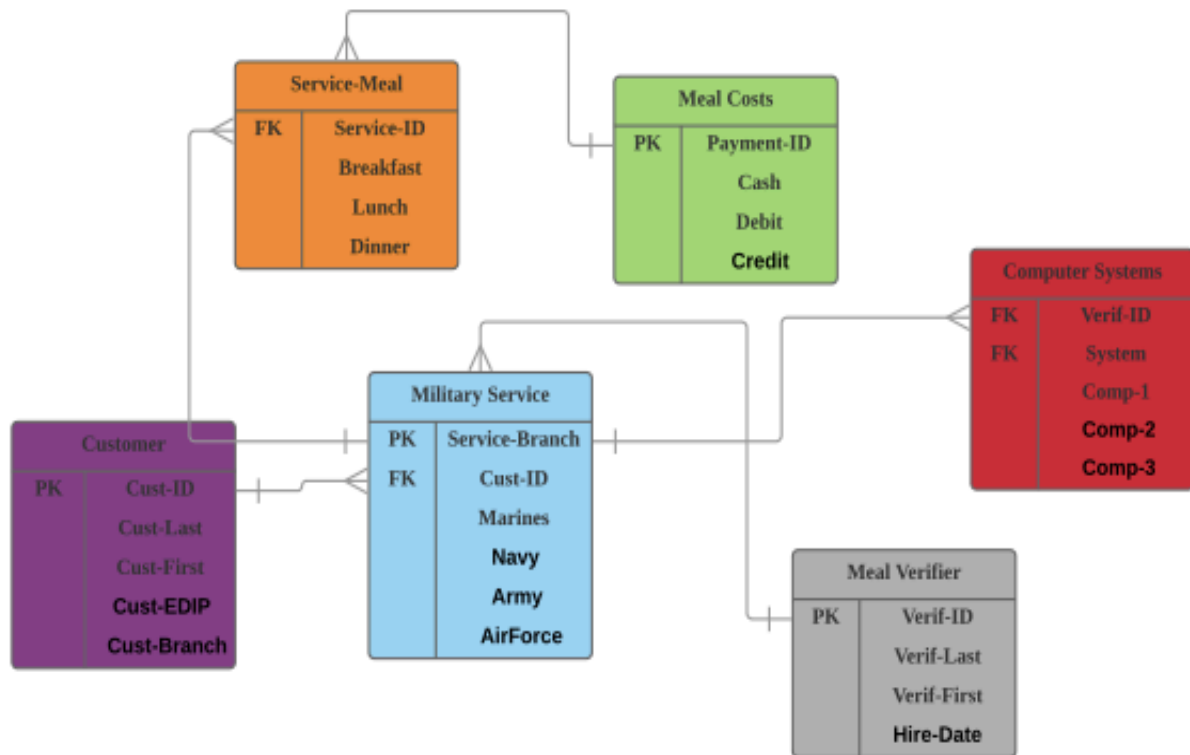 Service-Meal
FK Service-ID
Breakfast
Lunch
Dinner
Meal Costs
PK Payment-ID
Cash
Debit
Credit
Computer Systems
FK Verif-ID
FK System
Comp-1
Comp-2
Comp-3
Military Service
PK Service-Branch
FK Cust-ID
Marines
Navy
Army
AirForce
Customer
PK Cust-ID
Cust-Last
Cust-First
Cust-EDIP
Cust-Branch
Meal Verifier
PK Verif-ID
Verif-Last
Verif-First
Hire-Date